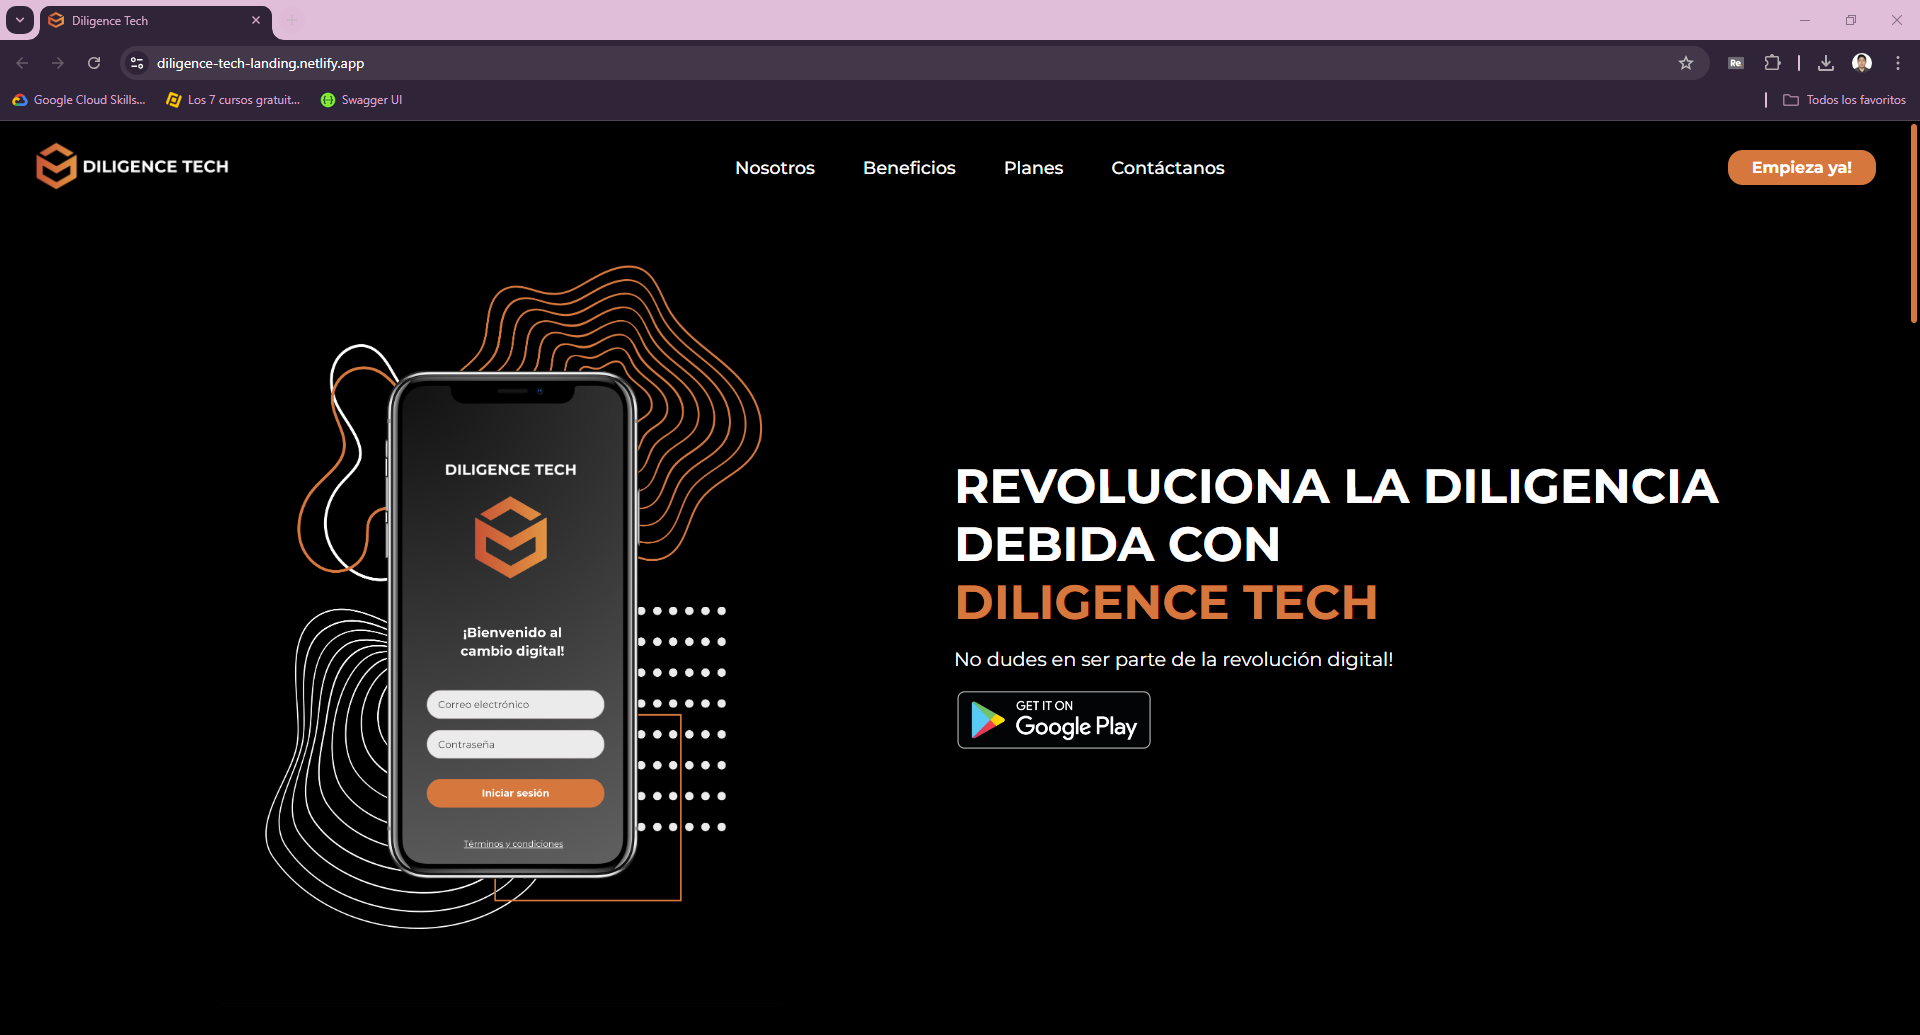 Diligence Tech
diligence-tech-landing.netlify.app
Re
Google Cloud Skills...
Los 7 cursos gratuit...
Swagger UI
Todos los favoritos
DILIGENCE TECH
Nosotros
Beneficios
Planes
Contáctanos
Empieza ya!
DILIGENCE TECH
¡Bienvenido al
cambio digital!
Correo electrónico
Contraseña
Iniciar sesión
Términos y condiciones
REVOLUCIONA LA DILIGENCIA
DEBIDA CON
DILIGENCE TECH
No dudes en ser parte de la revolución digital!
GET IT ON
Google Play